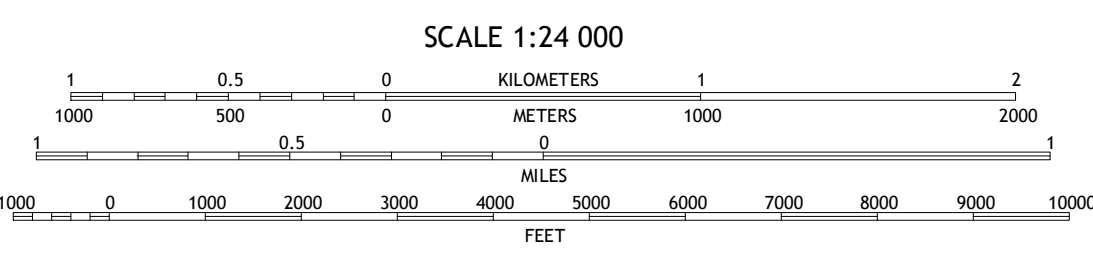 SCALE 1:24 000
1 0.5 0 KILOMETERS 1 2
1000 500 0 METERS 1000 2000
1 0.5 0 1
MILES
1000 0 1000 2000 3000 4000 5000 6000 7000 8000 9000 10000
FEET